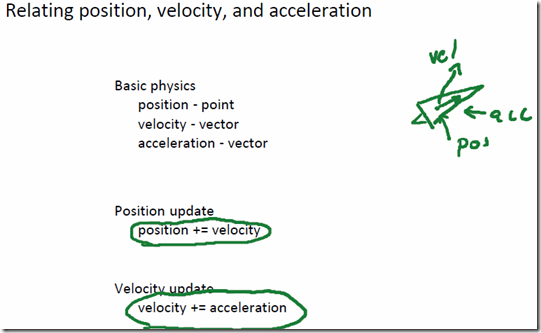 Relating position, velocity, and acceleration
Basic physics
position - point
velocity - vector
acceleration - vector
vel
acc
pos
Position update
position += velocity
Velocity update
velocity += acceleration